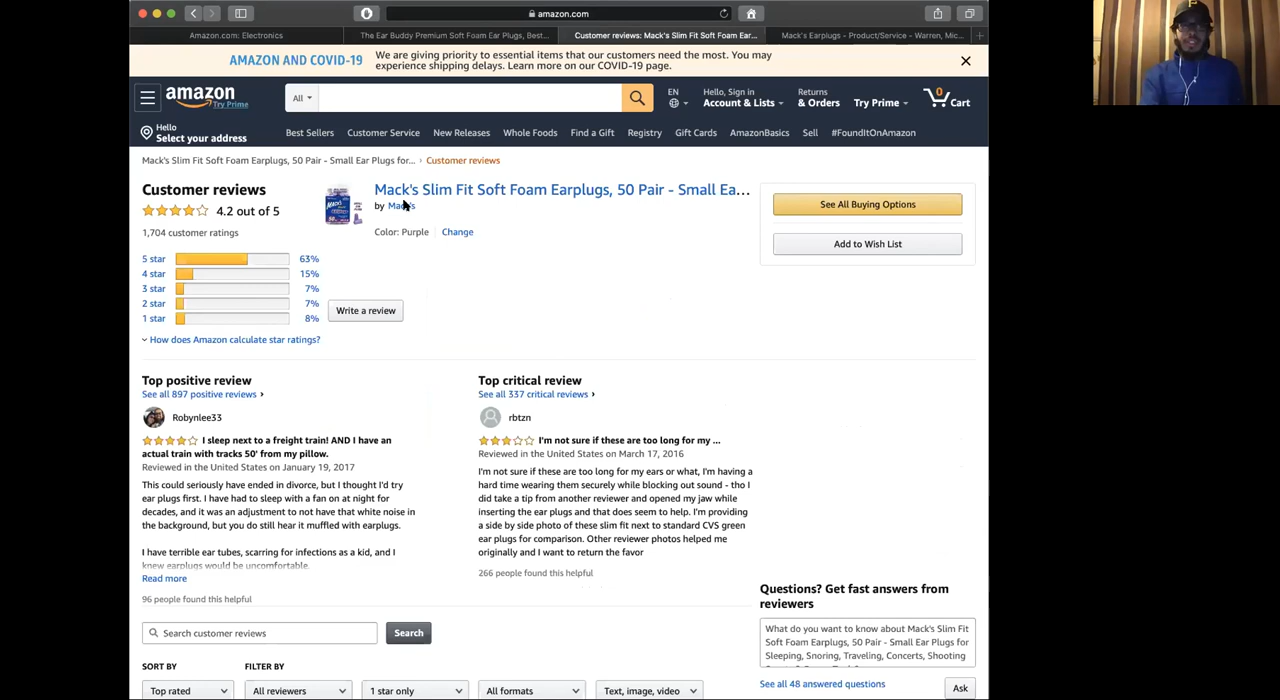 amazon.com
Amazon.com: Electronics
The Ear Buddy Premium Soft Foam Ear Plugs, Best...
Customer reviews: Mack's Slim Fit Soft Foam Ear...
Mack's Earplugs - Product/Service - Warren, Mic...
AMAZON AND COVID-19
We are giving priority to essential items that our customers need the most. You may
experience shipping delays. Learn more on our COVID-19 page.
amazon
Try Prime
All
EN
Hello, Sign in
Account & Lists
Returns
& Orders
Try Prime
0
Cart
Hello
Select your address
Best Sellers
Customer Service
New Releases
Whole Foods
Find a Gift
Registry
Gift Cards
AmazonBasics
Sell
#FoundItOnAmazon
Mack's Slim Fit Soft Foam Earplugs, 50 Pair - Small Ear Plugs for... › Customer reviews
Customer reviews
4.2 out of 5
1,704 customer ratings
5 star 63%
4 star 15%
3 star 7%
2 star 7%
1 star 8%
How does Amazon calculate star ratings?
Mack's Slim Fit Soft Foam Earplugs, 50 Pair - Small Ea...
by Mack's
Color: Purple
Change
Write a review
See All Buying Options
Add to Wish List
Top positive review
See all 897 positive reviews ›
Robynlee33
I sleep next to a freight train! AND I have an
actual train with tracks 50' from my pillow.
Reviewed in the United States on January 19, 2017
This could seriously have ended in divorce, but I thought I'd try
ear plugs first. I have had to sleep with a fan on at night for
decades, and it was an adjustment to not have that white noise in
the background, but you do still hear it muffled with earplugs.
I have terrible ear tubes, scarring for infections as a kid, and I
knew earplugs would be uncomfortable.
Read more
96 people found this helpful
Top critical review
See all 337 critical reviews ›
rbtzn
I'm not sure if these are too long for my ...
Reviewed in the United States on March 17, 2016
I'm not sure if these are too long for my ears or what, I'm having a
hard time wearing them securely while blocking out sound - tho I
did take a tip from another reviewer and opened my jaw while
inserting the ear plugs and that does seem to help. I'm providing
a side by side photo of these slim fit next to standard CVS green
ear plugs for comparison. Other reviewer photos helped me
originally and I want to return the favor
266 people found this helpful
Questions? Get fast answers from
reviewers
What do you want to know about Mack's Slim Fit
Soft Foam Earplugs, 50 Pair - Small Ear Plugs for
Sleeping, Snoring, Traveling, Concerts, Shooting
See all 48 answered questions
Ask
Search customer reviews
Search
SORT BY
FILTER BY
Top rated
All reviewers
1 star only
All formats
Text, image, video